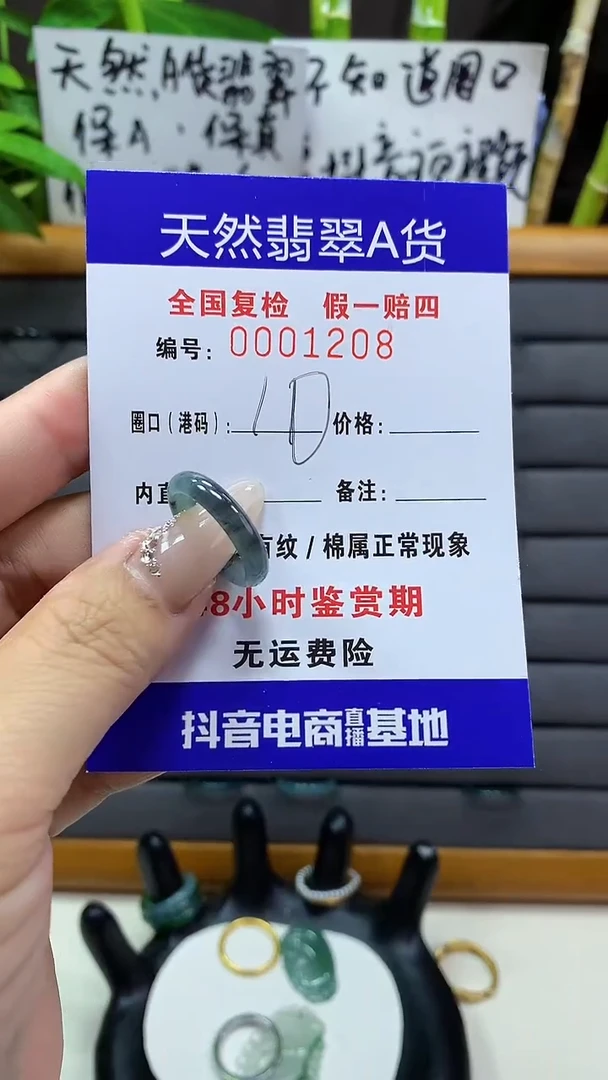 天然A货翡翠不知道圈口
保A·保真
天然翡翠A货
全国复检 假一赔四
编号：0001208
圈口（港码）：10 价格：
内直 备注：
有纹/棉属正常现象
8小时鉴赏期
无运费险
抖音电商直播基地